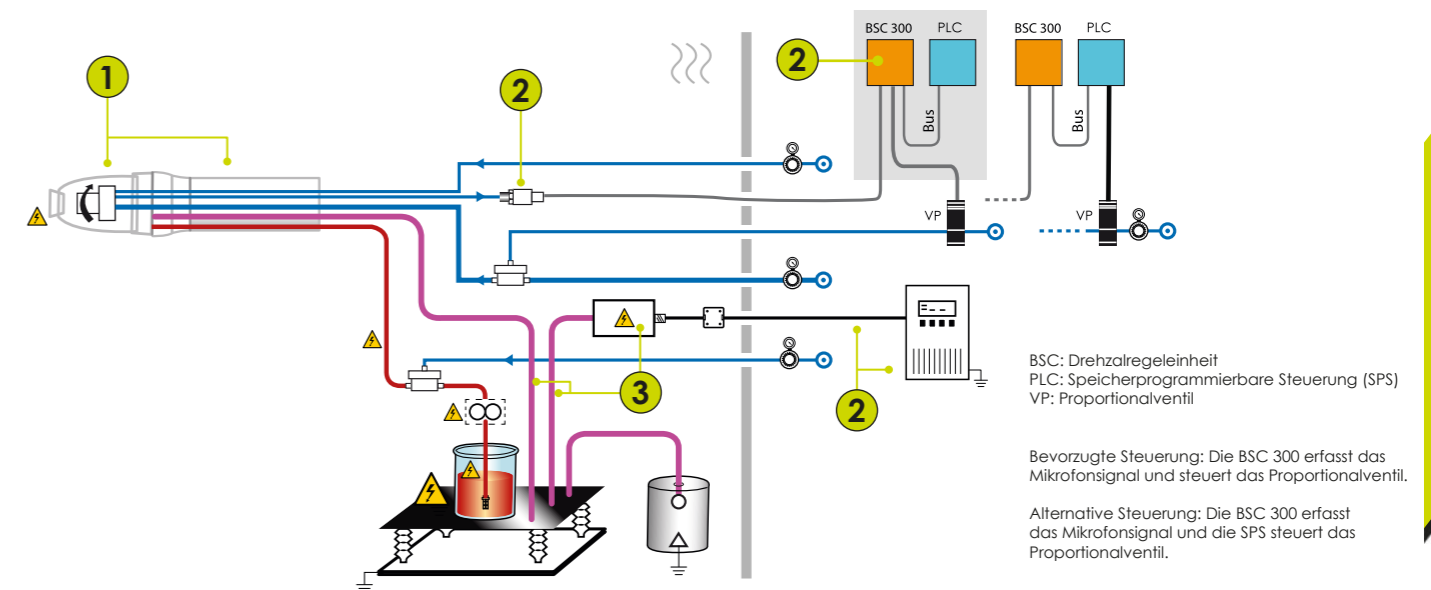 BSC 300 PLC
BSC 300 PLC
2
1
2
Bus
Bus
VP
VP
3
2
BSC: Drehzalregeleinheit
PLC: Speicherprogrammierbare Steuerung (SPS)
VP: Proportionalventil
Bevorzugte Steuerung: Die BSC 300 erfasst das
Mikrofonsignal und steuert das Proportionalventil.
Alternative Steuerung: Die BSC 300 erfasst
das Mikrofonsignal und die SPS steuert das
Proportionalventil.